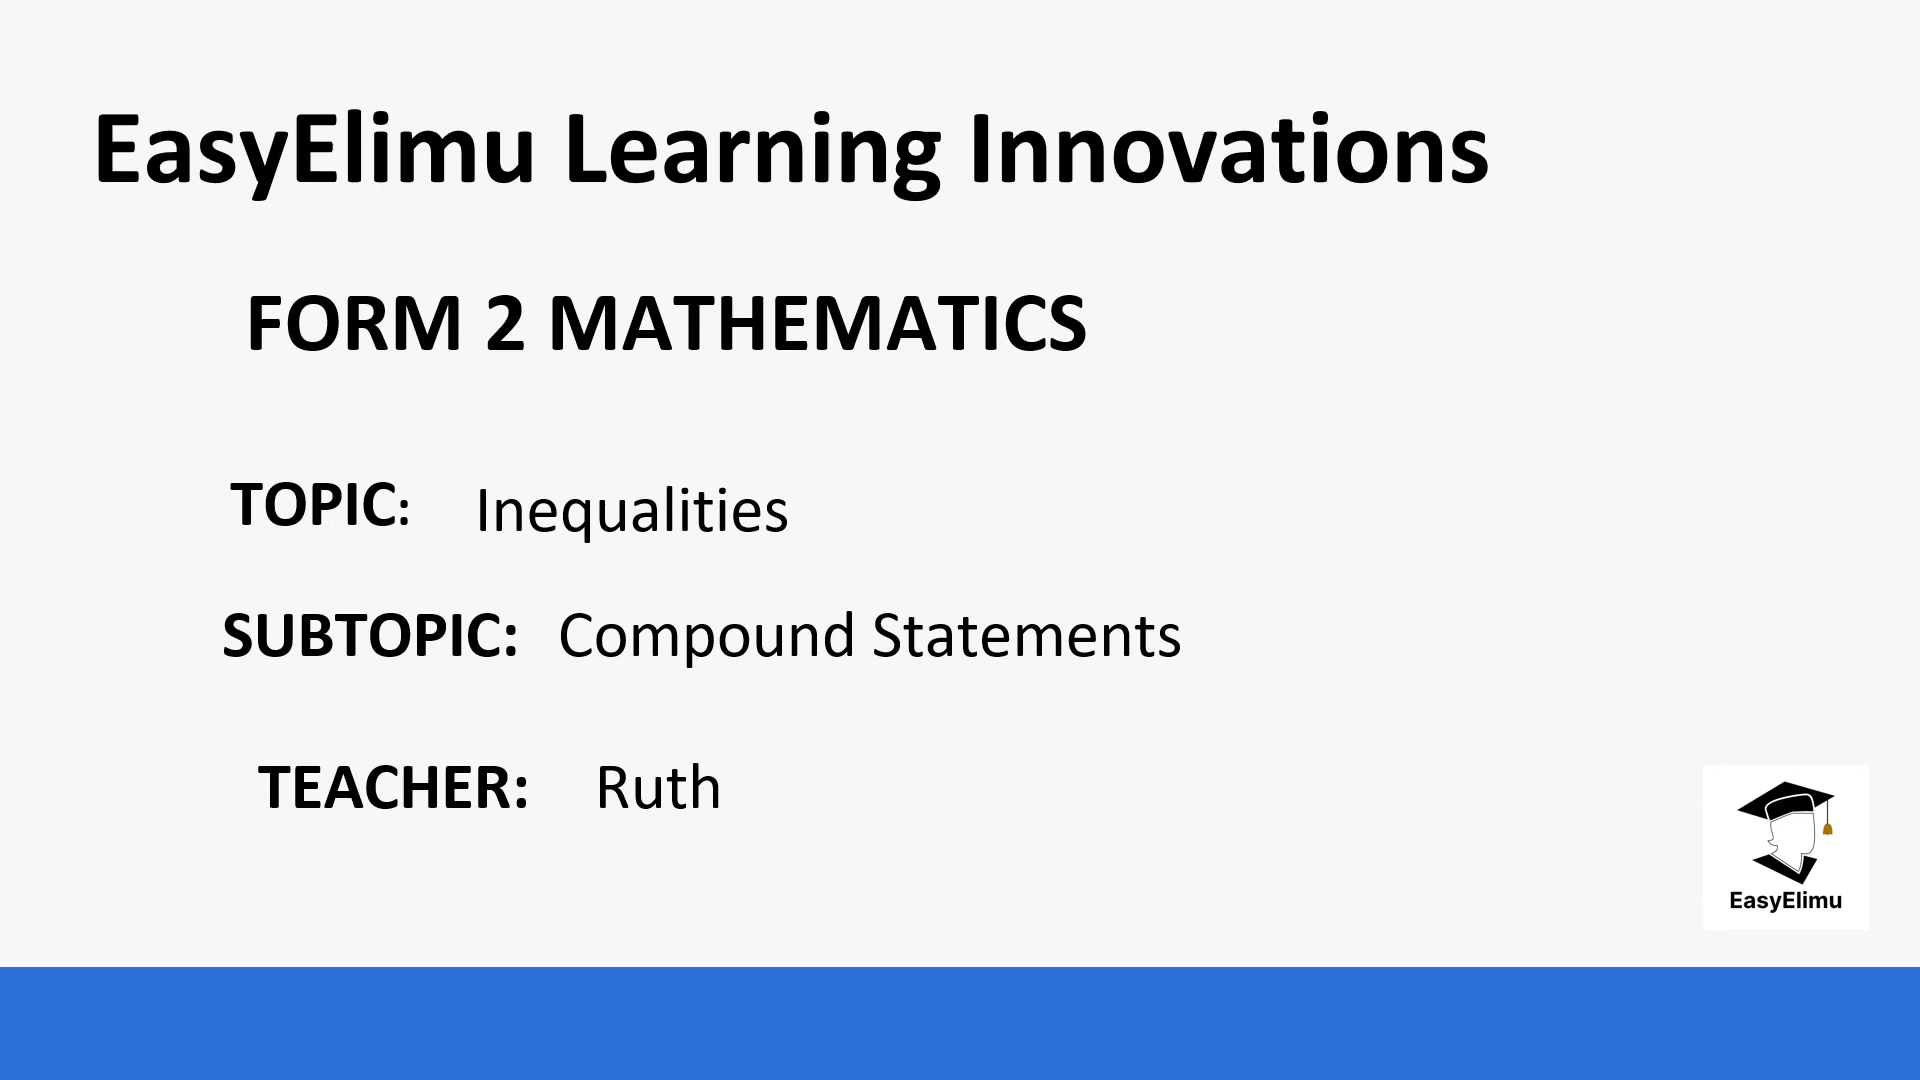 EasyElimu Learning Innovations
FORM 2 MATHEMATICS
TOPIC: Inequalities
SUBTOPIC: Compound Statements
TEACHER: Ruth
EasyElimu